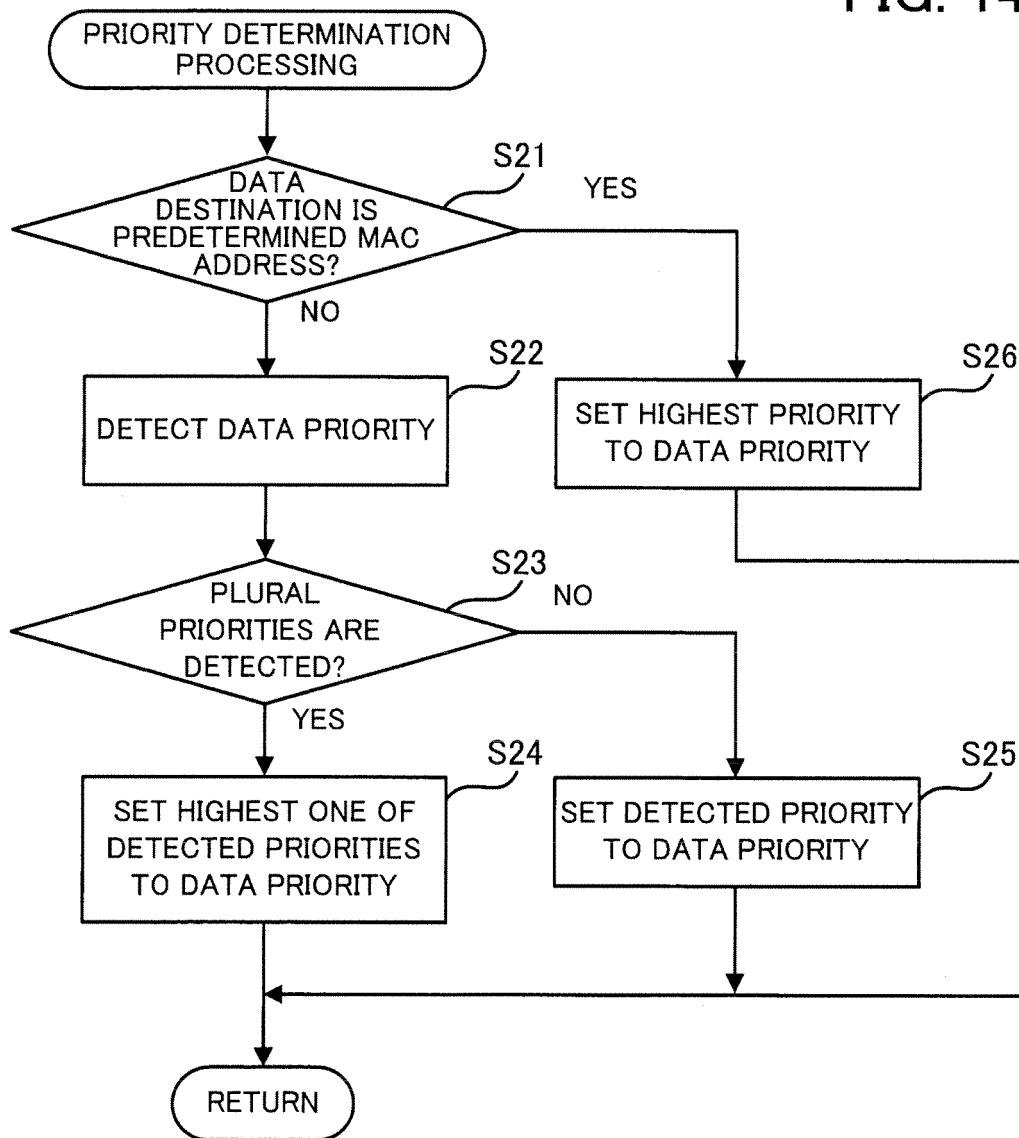 FIG. 14
PRIORITY DETERMINATION
PROCESSING
S21
DATA
DESTINATION IS
PREDETERMINED MAC
ADDRESS?
YES
NO
S22
DETECT DATA PRIORITY
S26
SET HIGHEST PRIORITY
TO DATA PRIORITY
S23
PLURAL
PRIORITIES ARE
DETECTED?
NO
YES
S24
SET HIGHEST ONE OF
DETECTED PRIORITIES
TO DATA PRIORITY
S25
SET DETECTED PRIORITY
TO DATA PRIORITY
RETURN